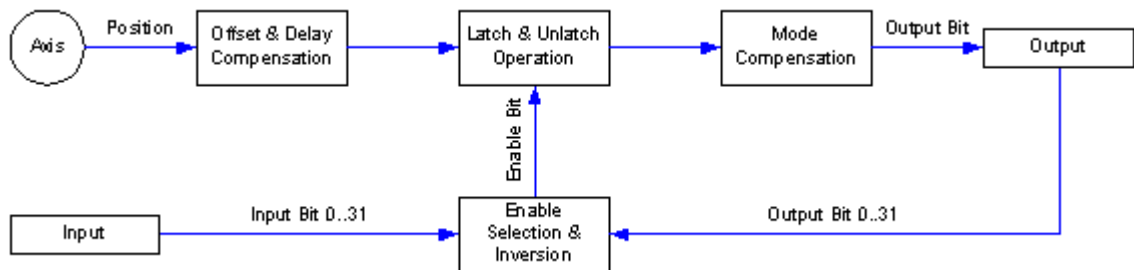 Axis
Position
Offset & Delay
Compensation
Latch & Unlatch
Operation
Mode
Compensation
Output Bit
Output
Enable Bit
Input
Input Bit 0..31
Enable
Selection &
Inversion
Output Bit 0..31